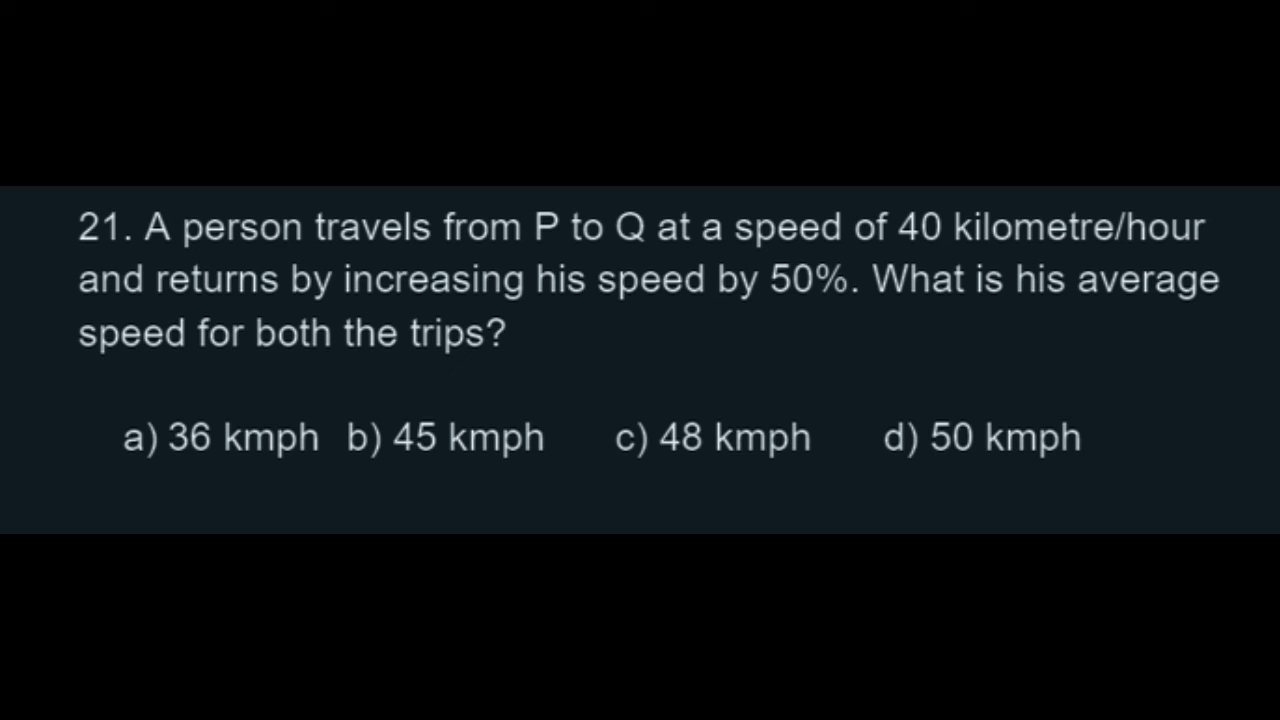 21. A person travels from P to Q at a speed of 40 kilometre/hour
and returns by increasing his speed by 50%. What is his average
speed for both the trips?
a) 36 kmph b) 45 kmph c) 48 kmph d) 50 kmph